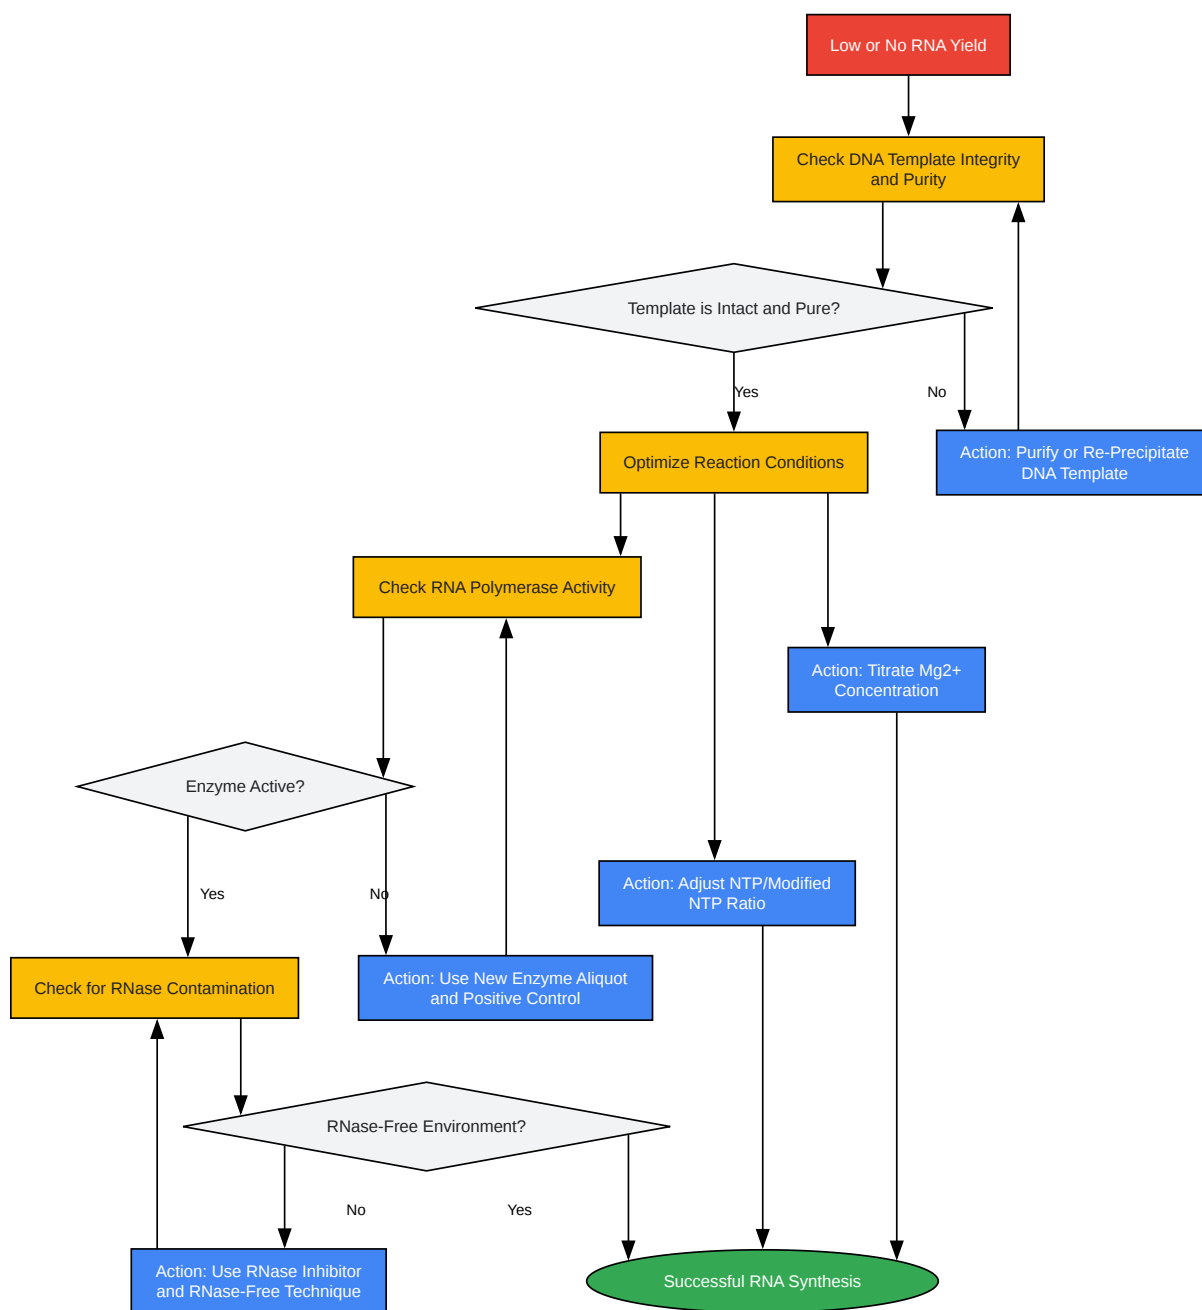 Low or No RNA Yield
Check DNA Template Integrity
and Purity
Template is Intact and Pure?
Yes
No
Optimize Reaction Conditions
Action: Purify or Re-Precipitate
DNA Template
Check RNA Polymerase Activity
Action: Titrate Mg2+
Concentration
Enzyme Active?
Yes
No
Action: Adjust NTP/Modified
NTP Ratio
Check for RNase Contamination
Action: Use New Enzyme Aliquot
and Positive Control
RNase-Free Environment?
No
Yes
Action: Use RNase Inhibitor
and RNase-Free Technique
Successful RNA Synthesis